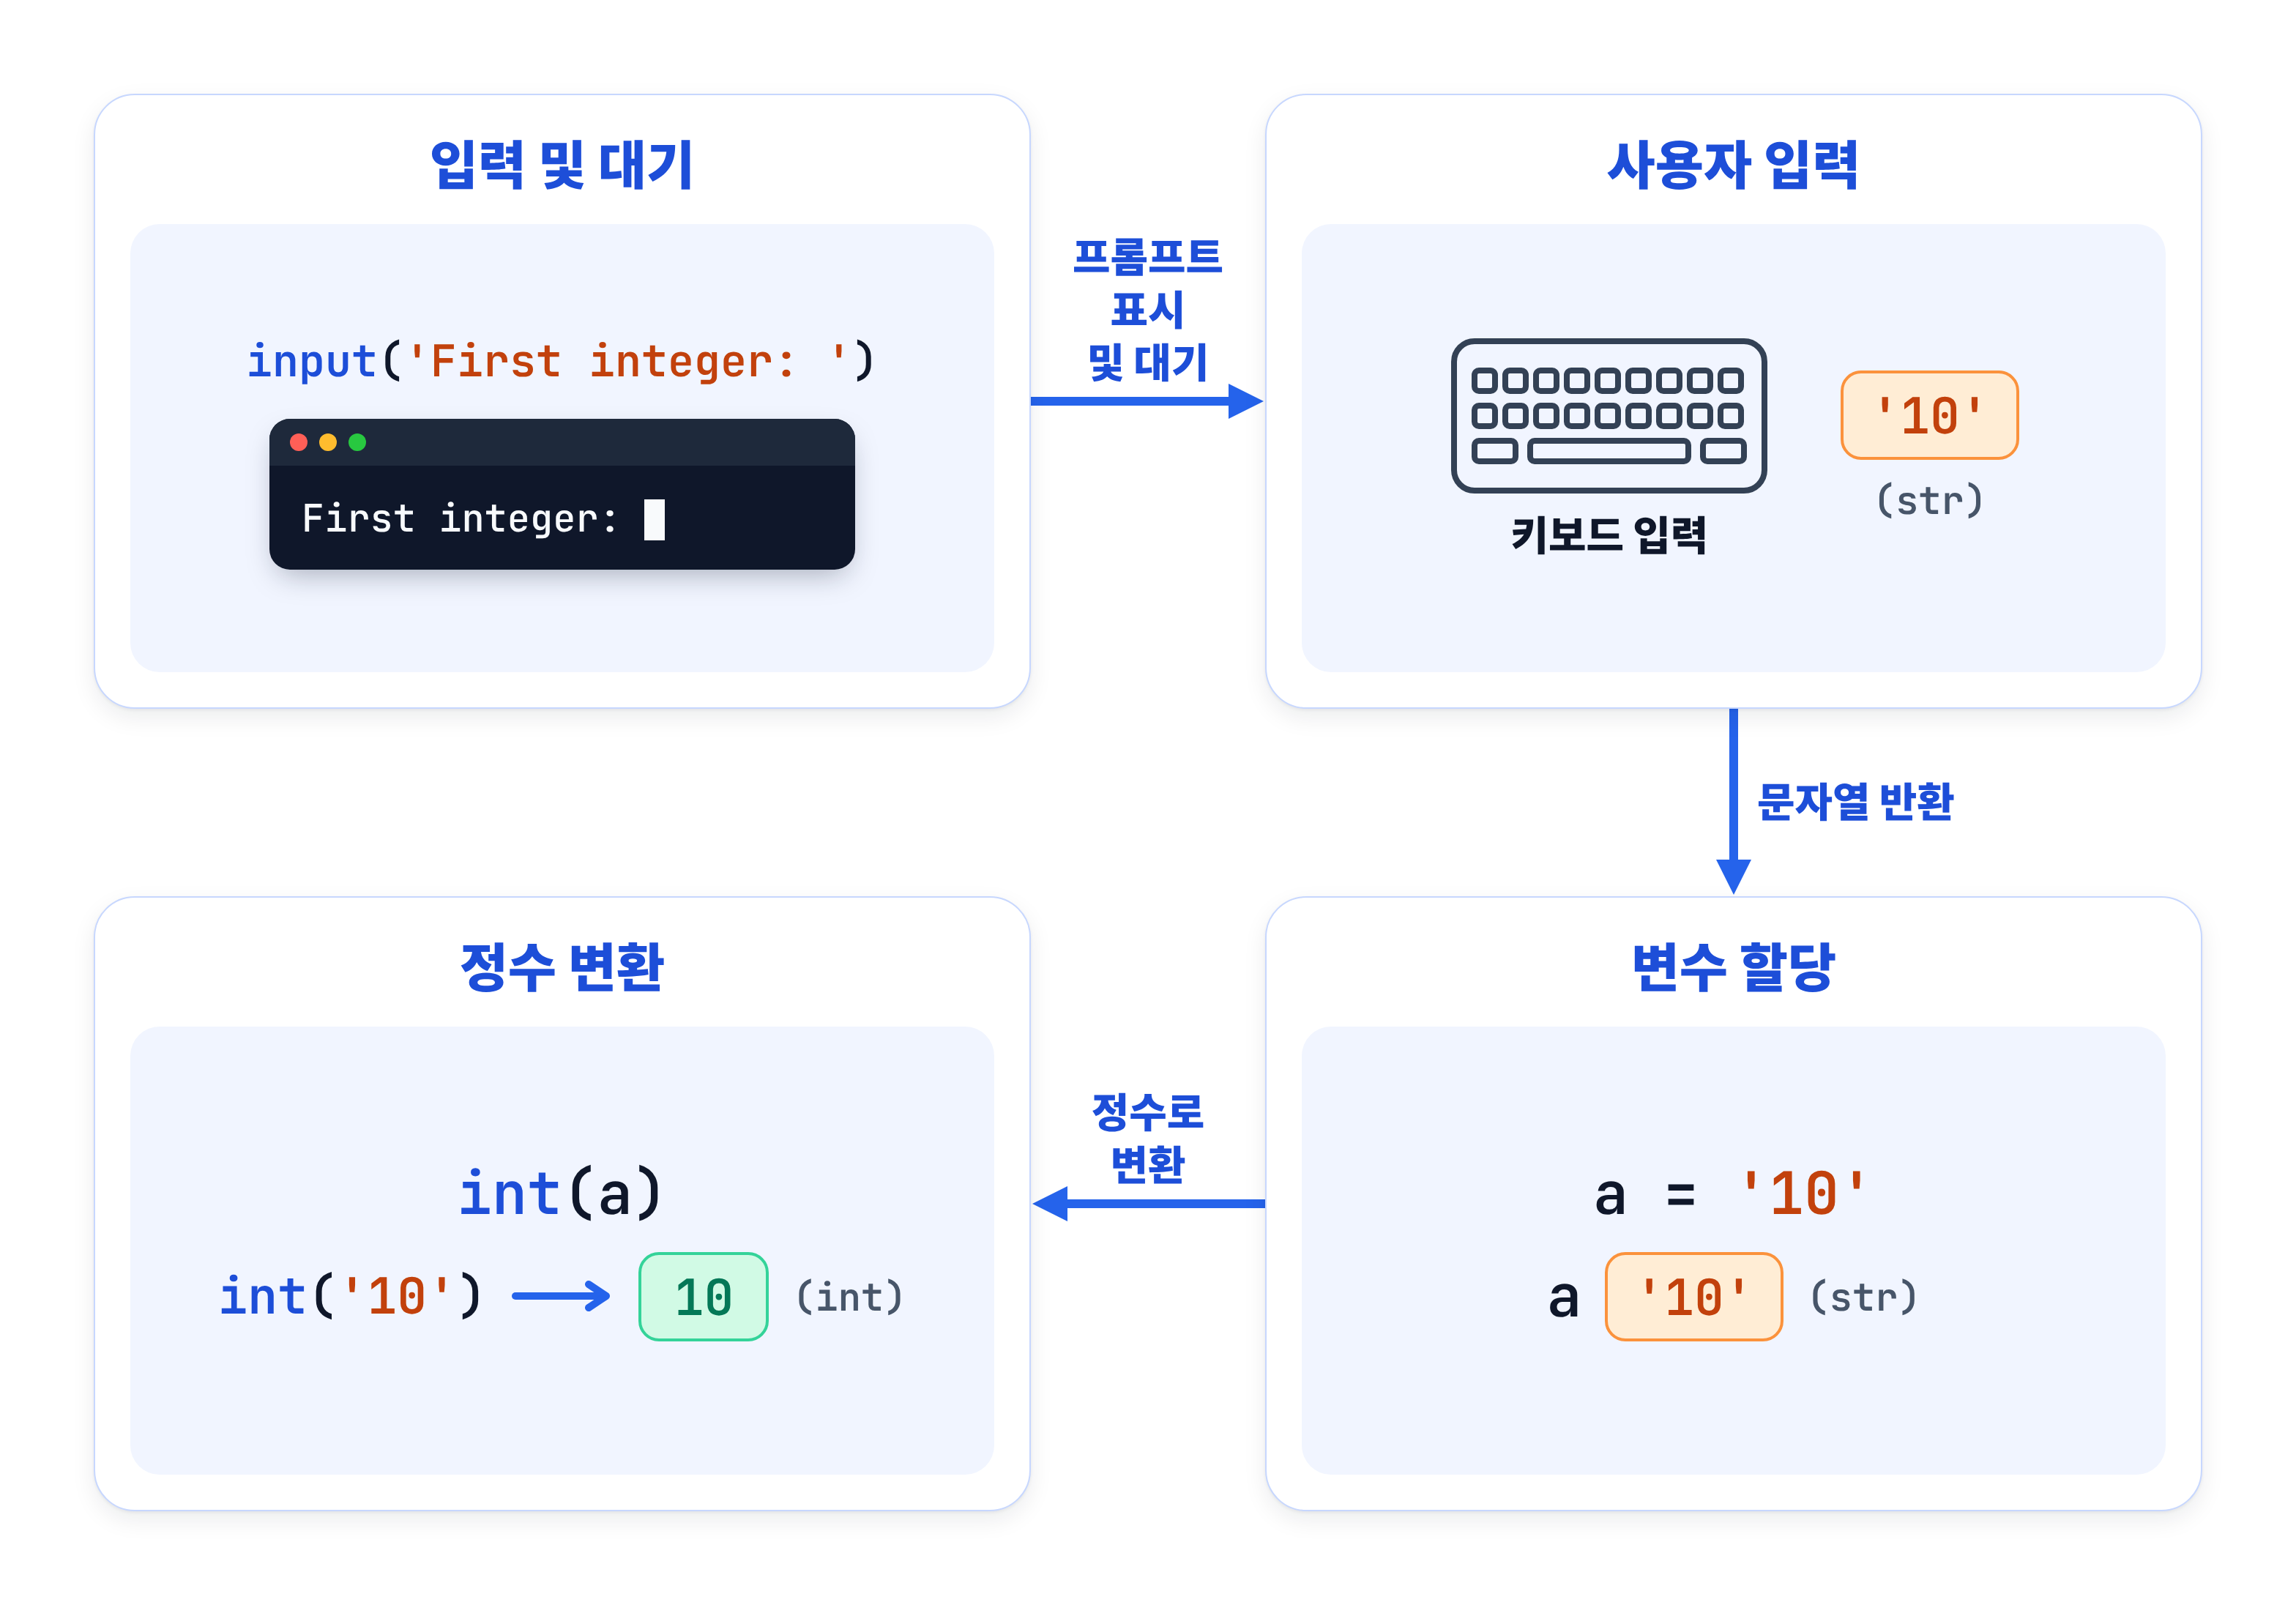 입력 및 대기
input('First integer: ')
First integer:
프롬프트
표시
및 대기
사용자 입력
키보드 입력
'10'
(str)
문자열 반환
변수 할당
a = '10'
a '10' (str)
정수로
변환
정수 변환
int(a)
int('10') 10 (int)